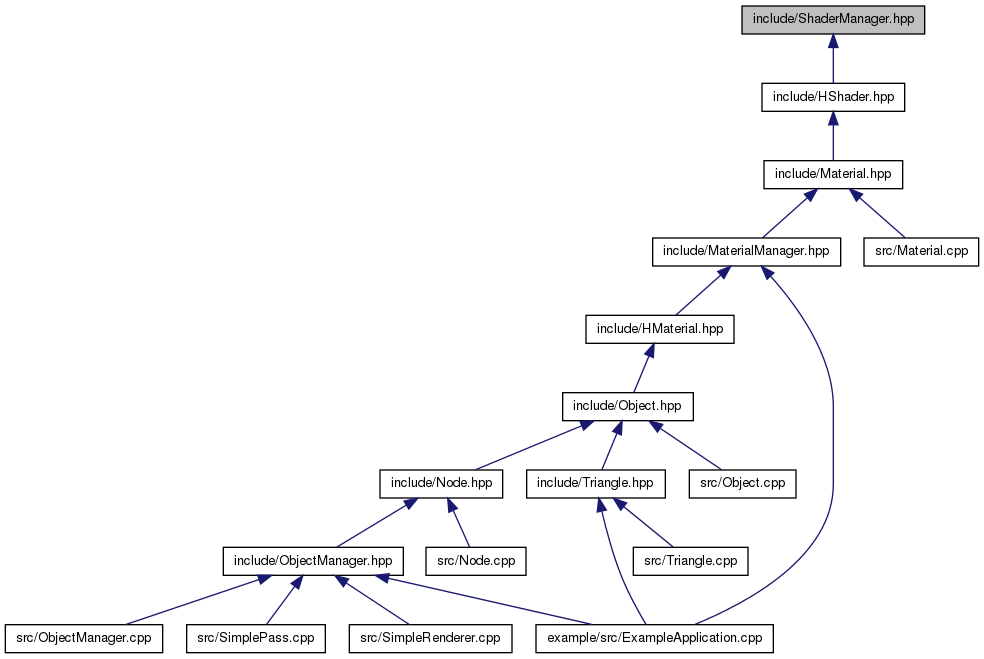 include/ShaderManager.hpp
include/HShader.hpp
include/Material.hpp
include/MaterialManager.hpp
src/Material.cpp
include/HMaterial.hpp
include/Object.hpp
include/Node.hpp
include/Triangle.hpp
src/Object.cpp
include/ObjectManager.hpp
src/Node.cpp
src/Triangle.cpp
src/ObjectManager.cpp
src/SimplePass.cpp
src/SimpleRenderer.cpp
example/src/ExampleApplication.cpp